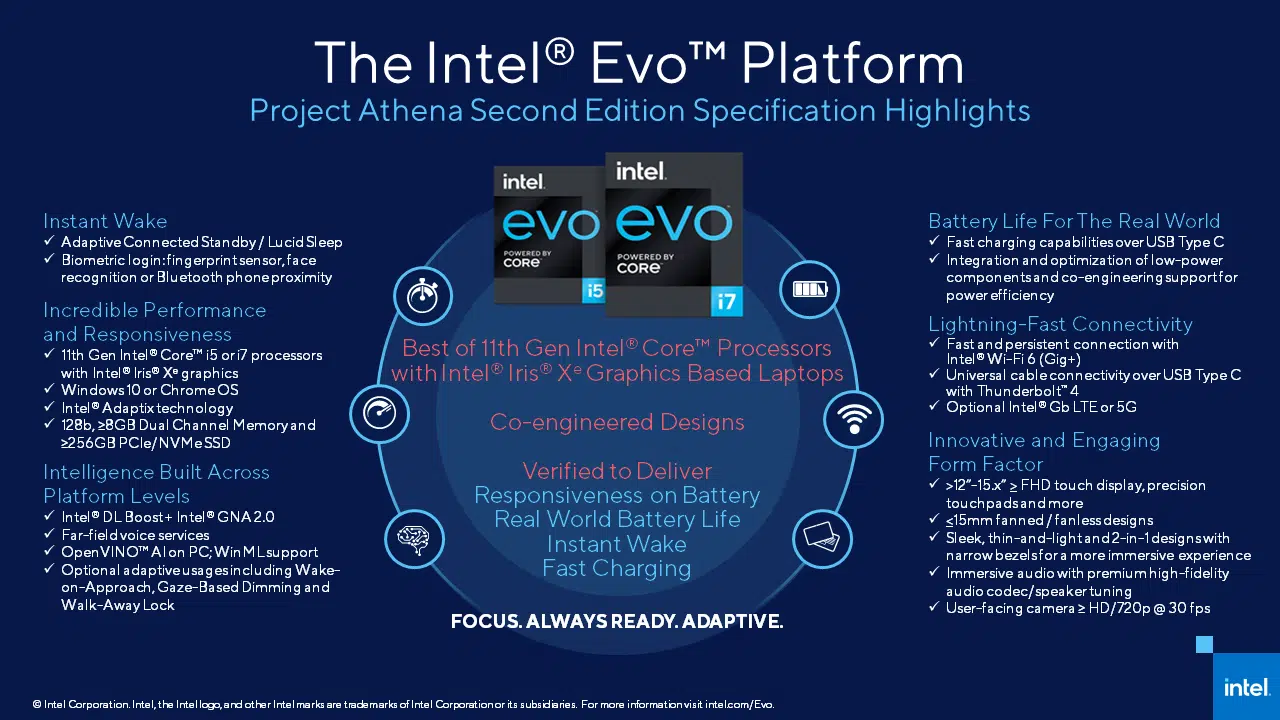 The Intel® Evo™ Platform
Project Athena Second Edition Specification Highlights
intel.
evo
POWERED BY
CORE™
i5
intel.
evo™
POWERED BY
CORE™
i7
Instant Wake
✓ Adaptive Connected Standby / Lucid Sleep
✓ Biometric login: fingerprint sensor, face
recognition or Bluetooth phone proximity
Incredible Performance
and Responsiveness
✓ 11th Gen Intel® Core™ i5 or i7 processors
with Intel® Iris® Xᵉ graphics
✓ Windows 10 or Chrome OS
✓ Intel® Adaptix technology
✓ 128b, ≥8GB Dual Channel Memory and
≥256GB PCIe/NVMe SSD
Intelligence Built Across
Platform Levels
✓ Intel® DL Boost + Intel® GNA 2.0
✓ Far-field voice services
✓ OpenVINO™ AI on PC; WinML support
✓ Optional adaptive usages including Wake-
on-Approach, Gaze-Based Dimming and
Walk-Away Lock
Best of 11th Gen Intel® Core™ Processors
with Intel® Iris® Xᵉ Graphics Based Laptops
Co-engineered Designs
Verified to Deliver
Responsiveness on Battery
Real World Battery Life
Instant Wake
Fast Charging
FOCUS. ALWAYS READY. ADAPTIVE.
Battery Life For The Real World
✓ Fast charging capabilities over USB Type C
✓ Integration and optimization of low-power
components and co-engineering support for
power efficiency
Lightning-Fast Connectivity
✓ Fast and persistent connection with
Intel® Wi-Fi 6 (Gig+)
✓ Universal cable connectivity over USB Type C
with Thunderbolt™ 4
✓ Optional Intel® Gb LTE or 5G
Innovative and Engaging
Form Factor
✓ >12”-15.x” ≥ FHD touch display, precision
touchpads and more
✓ ≤15mm fanned / fanless designs
✓ Sleek, thin-and-light and 2-in-1 designs with
narrow bezels for a more immersive experience
✓ Immersive audio with premium high-fidelity
audio codec/speaker tuning
✓ User-facing camera ≥ HD/720p @ 30 fps
intel.
© Intel Corporation. Intel, the Intel logo, and other Intel marks are trademarks of Intel Corporation or its subsidiaries. For more information visit intel.com/Evo.